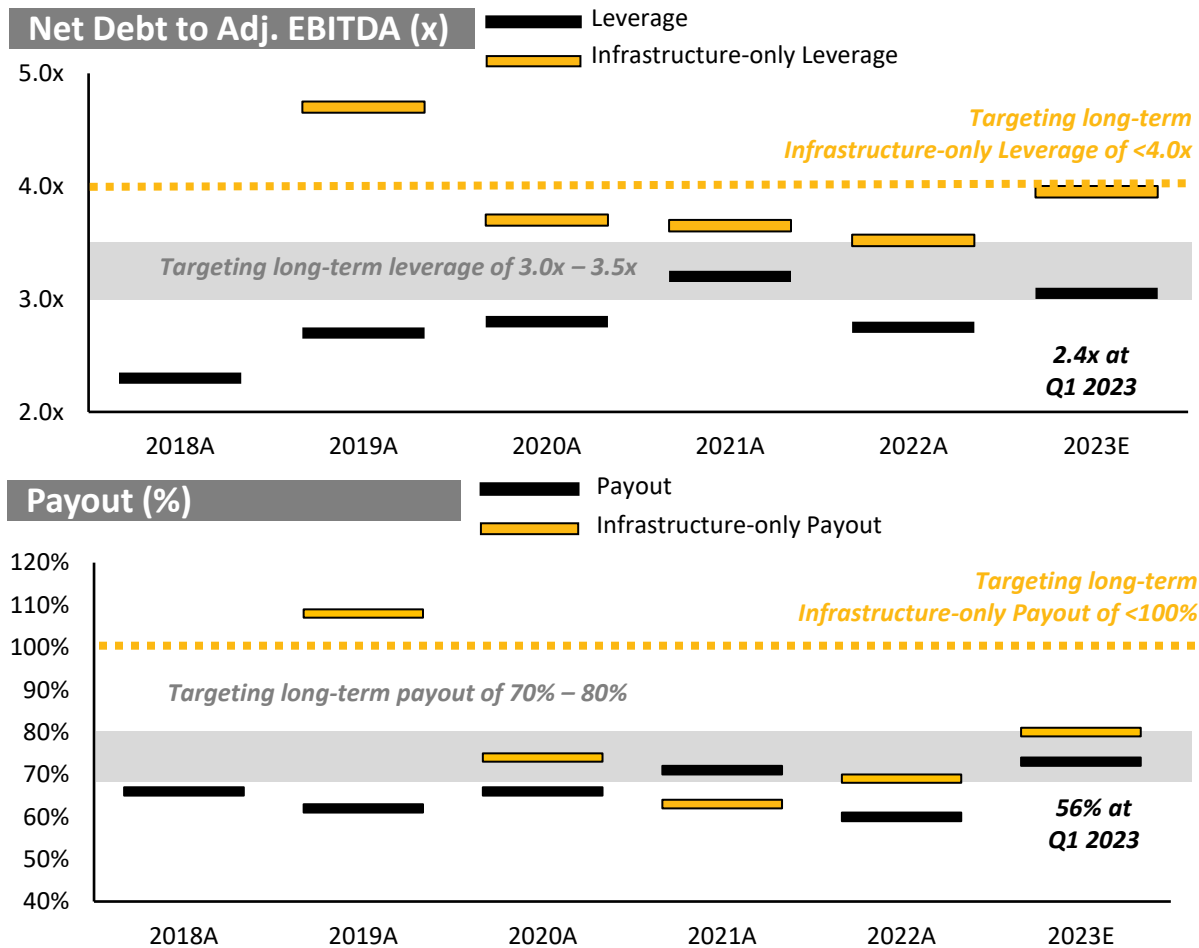 Net Debt to Adj. EBITDA (x)
Leverage
Infrastructure-only Leverage
5.0x
4.0x
3.0x
2.0x
Targeting long-term
Infrastructure-only Leverage of <4.0x
Targeting long-term leverage of 3.0x – 3.5x
2.4x at
Q1 2023
2018A 2019A 2020A 2021A 2022A 2023E
Payout (%)
Payout
Infrastructure-only Payout
120%
110%
100%
90%
80%
70%
60%
50%
40%
Targeting long-term
Infrastructure-only Payout of <100%
Targeting long-term payout of 70% – 80%
56% at
Q1 2023
2018A 2019A 2020A 2021A 2022A 2023E